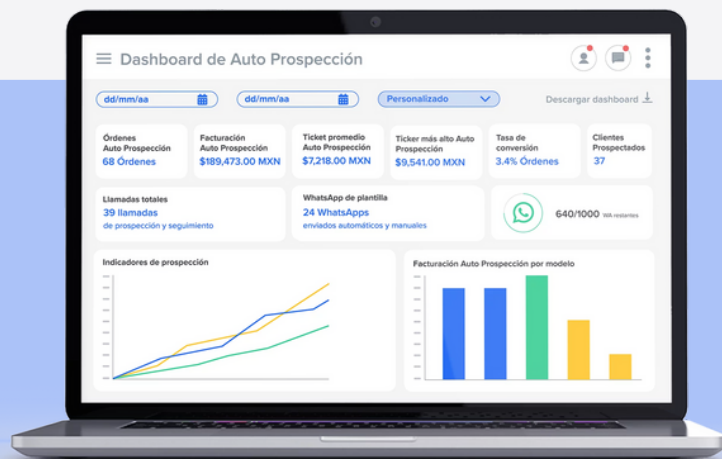 Dashboard de Auto Prospección
dd/mm/aa
dd/mm/aa
Personalizado
Descargar dashboard
Órdenes
Auto Prospección
68 Órdenes
Facturación
Auto Prospección
$189,473.00 MXN
Ticket promedio
Auto Prospección
$7,218.00 MXN
Ticker más alto Auto
Prospección
$9,541.00 MXN
Tasa de
conversión
3.4% Órdenes
Clientes
Prospectados
37
Llamadas totales
39 llamadas
de prospección y seguimiento
WhatsApp de plantilla
24 WhatsApps
enviados automáticos y manuales
640/1000 WA restantes
Indicadores de prospección
Facturación Auto Prospección por modelo